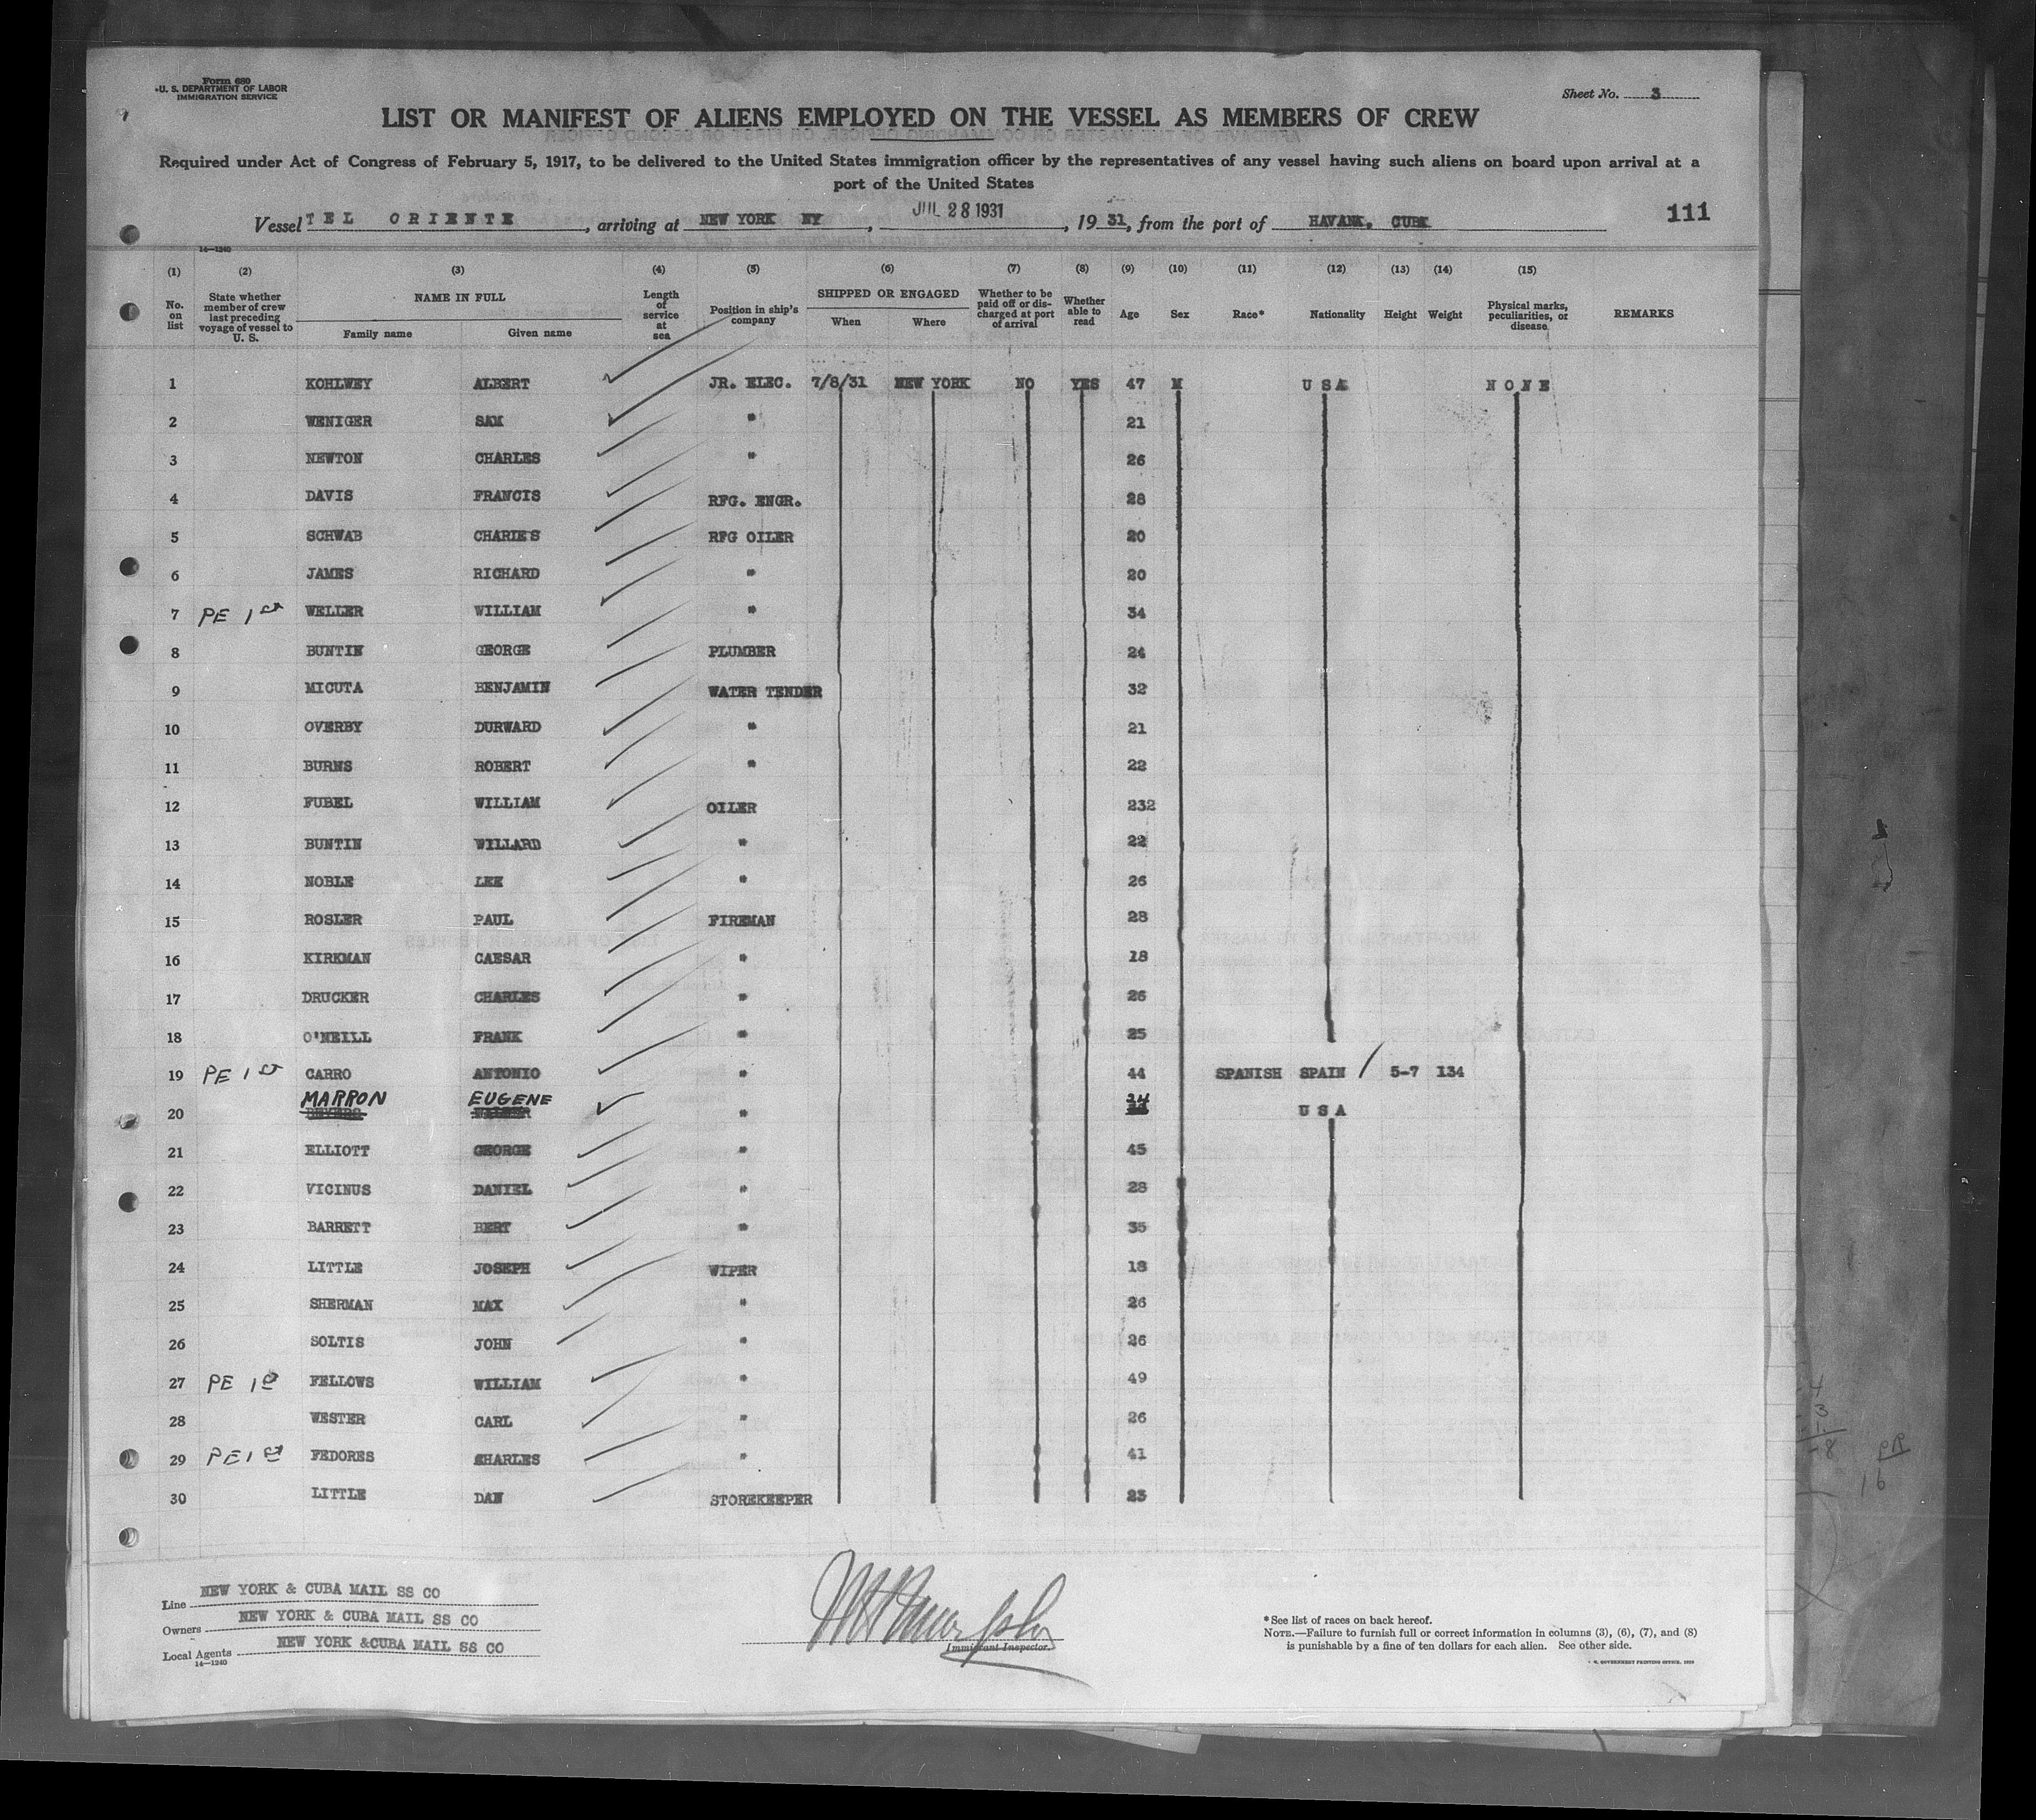 Form 680
U. S. DEPARTMENT OF LABOR
IMMIGRATION SERVICE
Sheet No. 3
LIST OR MANIFEST OF ALIENS EMPLOYED ON THE VESSEL AS MEMBERS OF CREW
Required under Act of Congress of February 5, 1917, to be delivered to the United States immigration officer by the representatives of any vessel having such aliens on board upon arrival at a
port of the United States
Vessel TEL ORIENTE, arriving at NEW YORK NY, JUL 28 1931, 19 31, from the port of HAVANA, CUBA
111
14—1240
(1) (2) (3) (4) (5) (6) (7) (8) (9) (10) (11) (12) (13) (14) (15)
No. on list State whether member of crew last preceding voyage of vessel to U. S. NAME IN FULL Family name Given name Length of service at sea Position in ship's company SHIPPED OR ENGAGED When Where Whether to be paid off or discharged at port of arrival Whether able to read Age Sex Race* Nationality Height Weight Physical marks, peculiarities, or disease REMARKS
1 KOHLWEY ALBERT JR. ELEC. 7/8/31 NEW YORK NO YES 47 M USA NONE
2 WENIGER SAM " 21
3 NEWTON CHARLES " 26
4 DAVIS FRANCIS RFG. ENGR. 28
5 SCHWAB CHARLES RFG OILER 20
6 JAMES RICHARD " 20
7 PE 1st WELLER WILLIAM " 34
8 BUNTIN GEORGE PLUMBER 24
9 MICUTA BENJAMIN WATER TENDER 32
10 OVERBY DURWARD " 21
11 BURNS ROBERT " 22
12 FUBEL WILLIAM OILER 232
13 BUNTIN WILLARD " 22
14 NOBLE LEE " 26
15 ROSLER PAUL FIREMAN 28
16 KIRKMAN CAESAR " 18
17 DRUCKER CHARLES " 26
18 O'NEILL FRANK " 25
19 PE 1st CARRO ANTONIO " 44 SPANISH SPAIN / 5-7 134
20 MARRON EUGENE " 34 USA
21 ELLIOTT GEORGE " 45
22 VICINUS DANIEL " 28
23 BARRETT BERT " 35
24 LITTLE JOSEPH WIPER 18
25 SHERMAN MAX " 26
26 SOLTIS JOHN " 26
27 PE 1st FELLOWS WILLIAM " 49
28 WESTER CARL " 26
29 PE 1st FEDORES CHARLES " 41
30 LITTLE DAN STOREKEEPER 23
Line NEW YORK & CUBA MAIL SS CO
Owners NEW YORK & CUBA MAIL SS CO
Local Agents NEW YORK &CUBA MAIL SS CO
14—1240
Immigrant Inspector.
*See list of races on back hereof.
NOTE.—Failure to furnish full or correct information in columns (3), (6), (7), and (8)
is punishable by a fine of ten dollars for each alien. See other side.
U. S. GOVERNMENT PRINTING OFFICE: 1929
4
3
1
8
PR
16